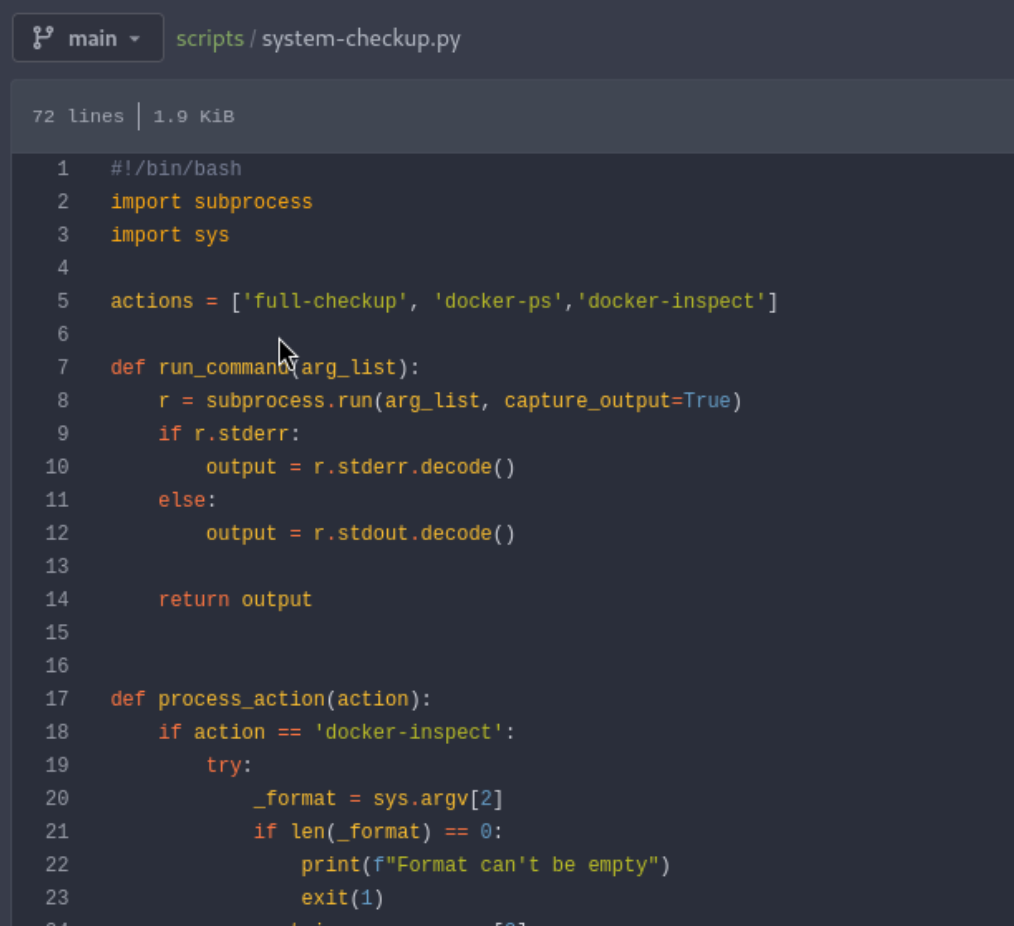 main scripts / system-checkup.py
72 lines | 1.9 KiB
1 #!/bin/bash
2 import subprocess
3 import sys
4
5 actions = ['full-checkup', 'docker-ps','docker-inspect']
6
7 def run_command(arg_list):
8     r = subprocess.run(arg_list, capture_output=True)
9     if r.stderr:
10         output = r.stderr.decode()
11     else:
12         output = r.stdout.decode()
13
14     return output
15
16
17 def process_action(action):
18     if action == 'docker-inspect':
19         try:
20             _format = sys.argv[2]
21             if len(_format) == 0:
22                 print(f"Format can't be empty")
23                 exit(1)